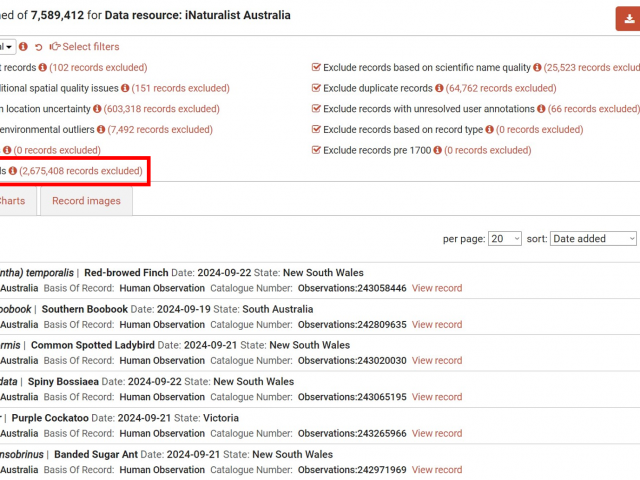 ned of 7,589,412 for Data resource: iNaturalist Australia
al Select filters
t records (102 records excluded) Exclude records based on scientific name quality (25,523 records exclud
ditional spatial quality issues (151 records excluded) Exclude duplicate records (64,762 records excluded)
n location uncertainty (603,318 records excluded) Exclude records with unresolved user annotations (66 records excluded)
environmental outliers (7,492 records excluded) Exclude records based on record type (0 records excluded)
s (0 records excluded) Exclude records pre 1700 (0 records excluded)
ds (2,675,408 records excluded)
Charts Record images
per page: 20 sort: Date added
ntha) temporalis | Red-browed Finch Date: 2024-09-22 State: New South Wales
Australia Basis Of Record: Human Observation Catalogue Number: Observations:243058446 View record
oobook | Southern Boobook Date: 2024-09-19 State: South Australia
Australia Basis Of Record: Human Observation Catalogue Number: Observations:242809635 View record
ormis | Common Spotted Ladybird Date: 2024-09-21 State: New South Wales
Australia Basis Of Record: Human Observation Catalogue Number: Observations:243020030 View record
data | Spiny Bossiaea Date: 2024-09-22 State: New South Wales
Australia Basis Of Record: Human Observation Catalogue Number: Observations:243065195 View record
r | Purple Cockatoo Date: 2024-09-21 State: Victoria
Australia Basis Of Record: Human Observation Catalogue Number: Observations:243265966 View record
nsobrinus | Banded Sugar Ant Date: 2024-09-21 State: New South Wales
Australia Basis Of Record: Human Observation Catalogue Number: Observations:242971969 View record